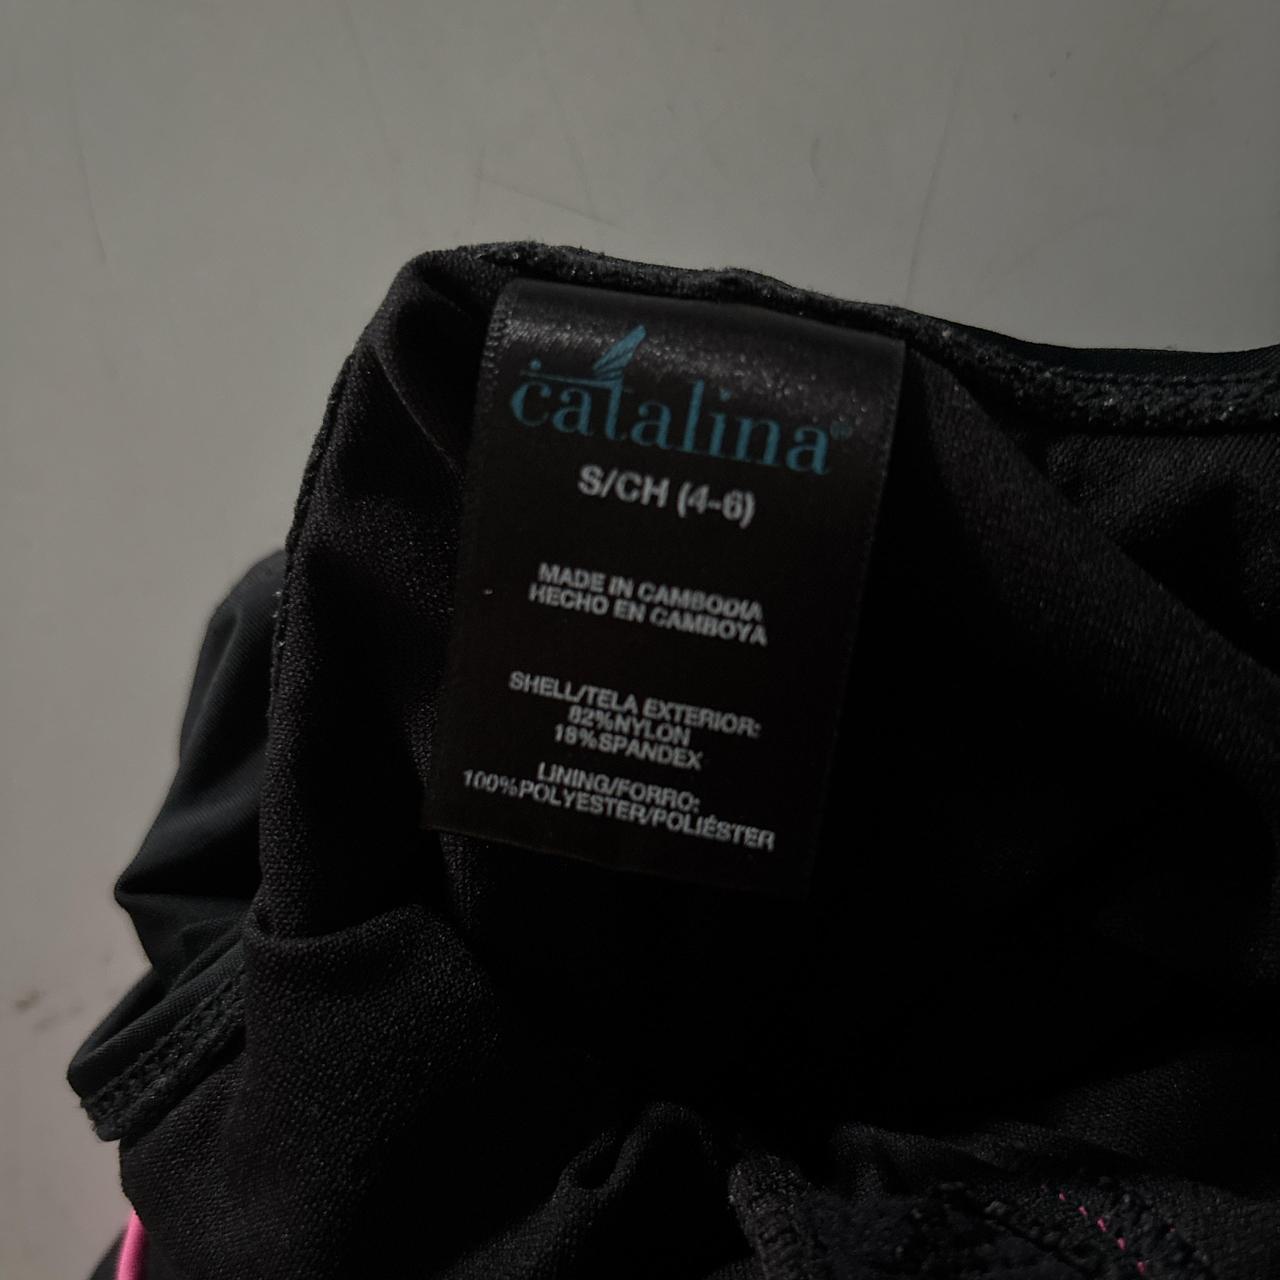 catalina®
S/CH (4-6)
MADE IN CAMBODIA
HECHO EN CAMBOYA
SHELL/TELA EXTERIOR:
82%NYLON
18%SPANDEX
LINING/FORRO:
100%POLYESTER/POLIÉSTER